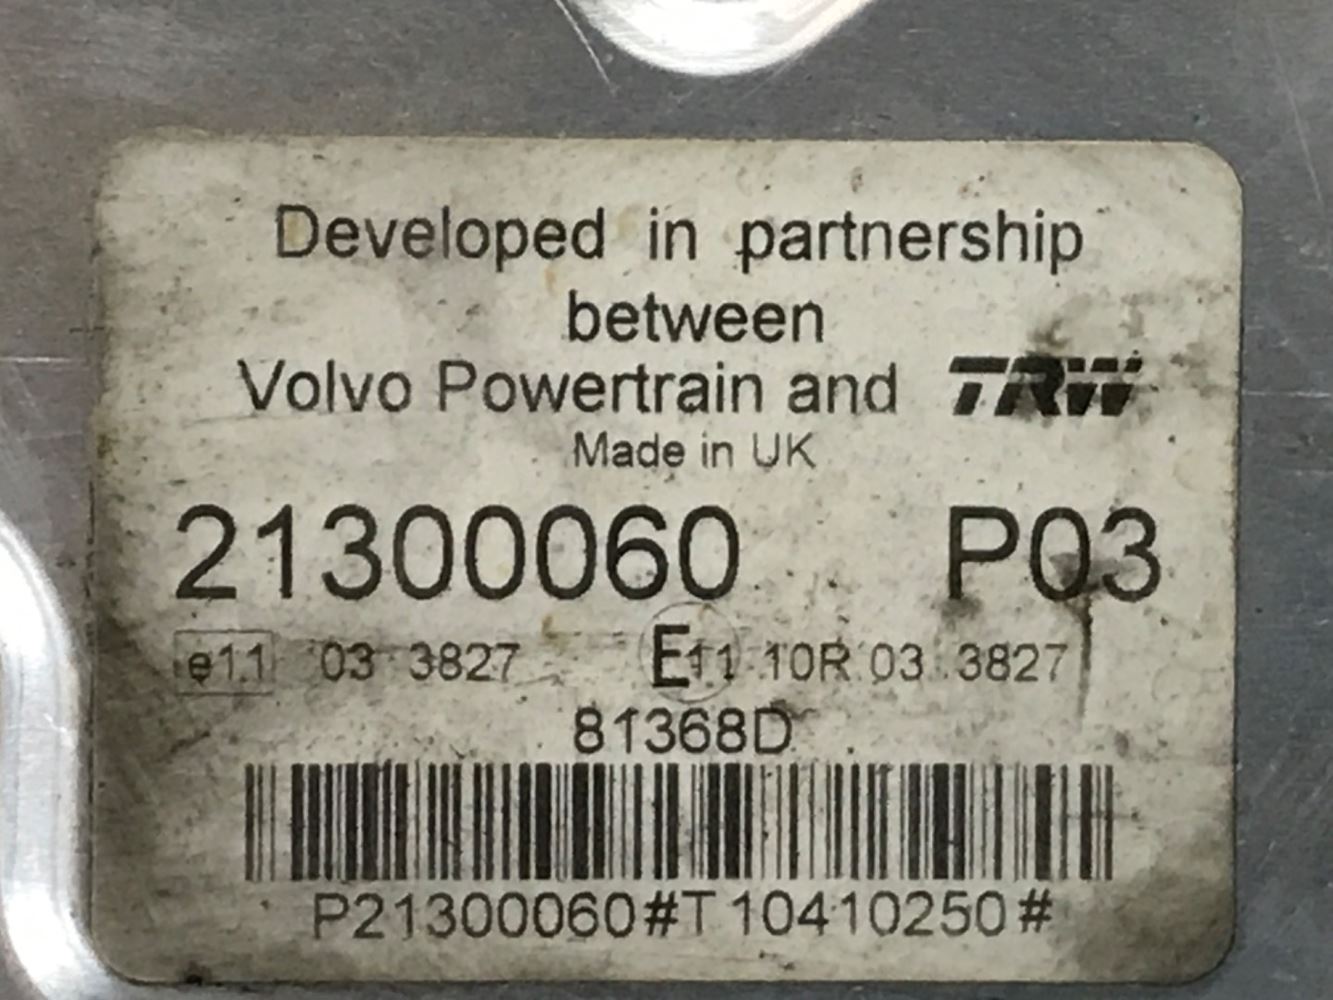 Developed in partnership
between
Volvo Powertrain and TRW
Made in UK
21300060 P03
e11 03 3827 E11 10R 03 3827
81368D
P21300060#T10410250#